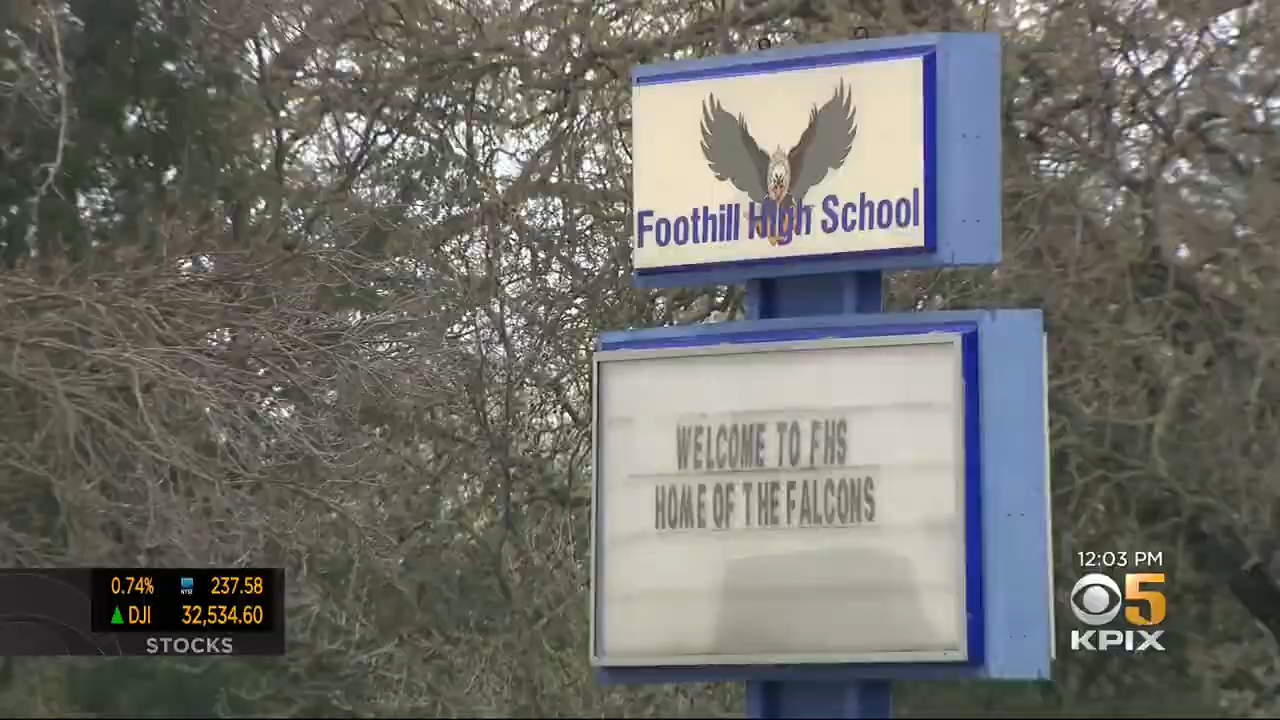 Foothill High School
WELCOME TO FHS
HOME OF THE FALCONS
0.74% NYSE 237.58
DJI 32,534.60
STOCKS
12:03 PM
5
KPIX